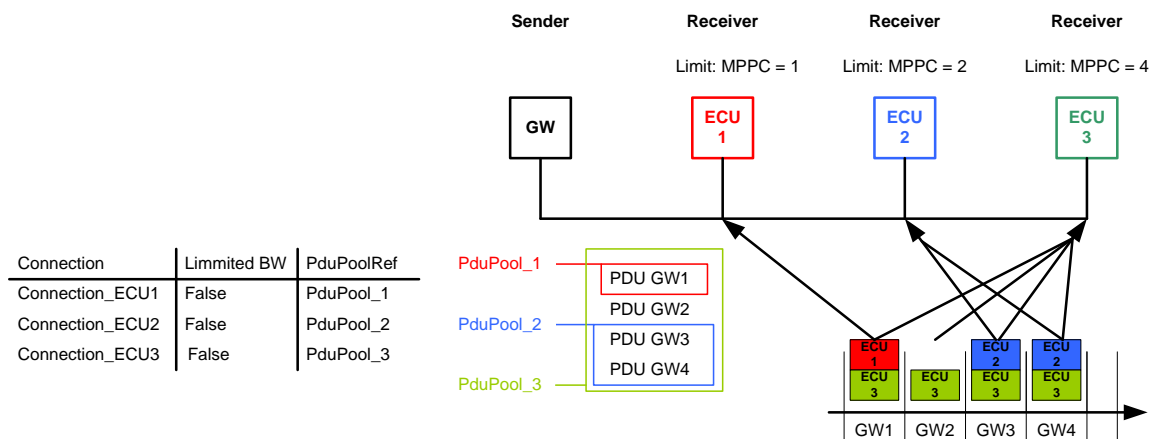 Sender Receiver Receiver Receiver
Limit: MPPC = 1 Limit: MPPC = 2 Limit: MPPC = 4
GW
ECU
1
ECU
2
ECU
3
Connection Limmited BW PduPoolRef
Connection_ECU1 False PduPool_1
Connection_ECU2 False PduPool_2
Connection_ECU3 False PduPool_3
PduPool_1
PduPool_2
PduPool_3
PDU GW1
PDU GW2
PDU GW3
PDU GW4
ECU
1
ECU
2
ECU
2
ECU
3
ECU
3
ECU
3
ECU
3
GW1 GW2 GW3 GW4